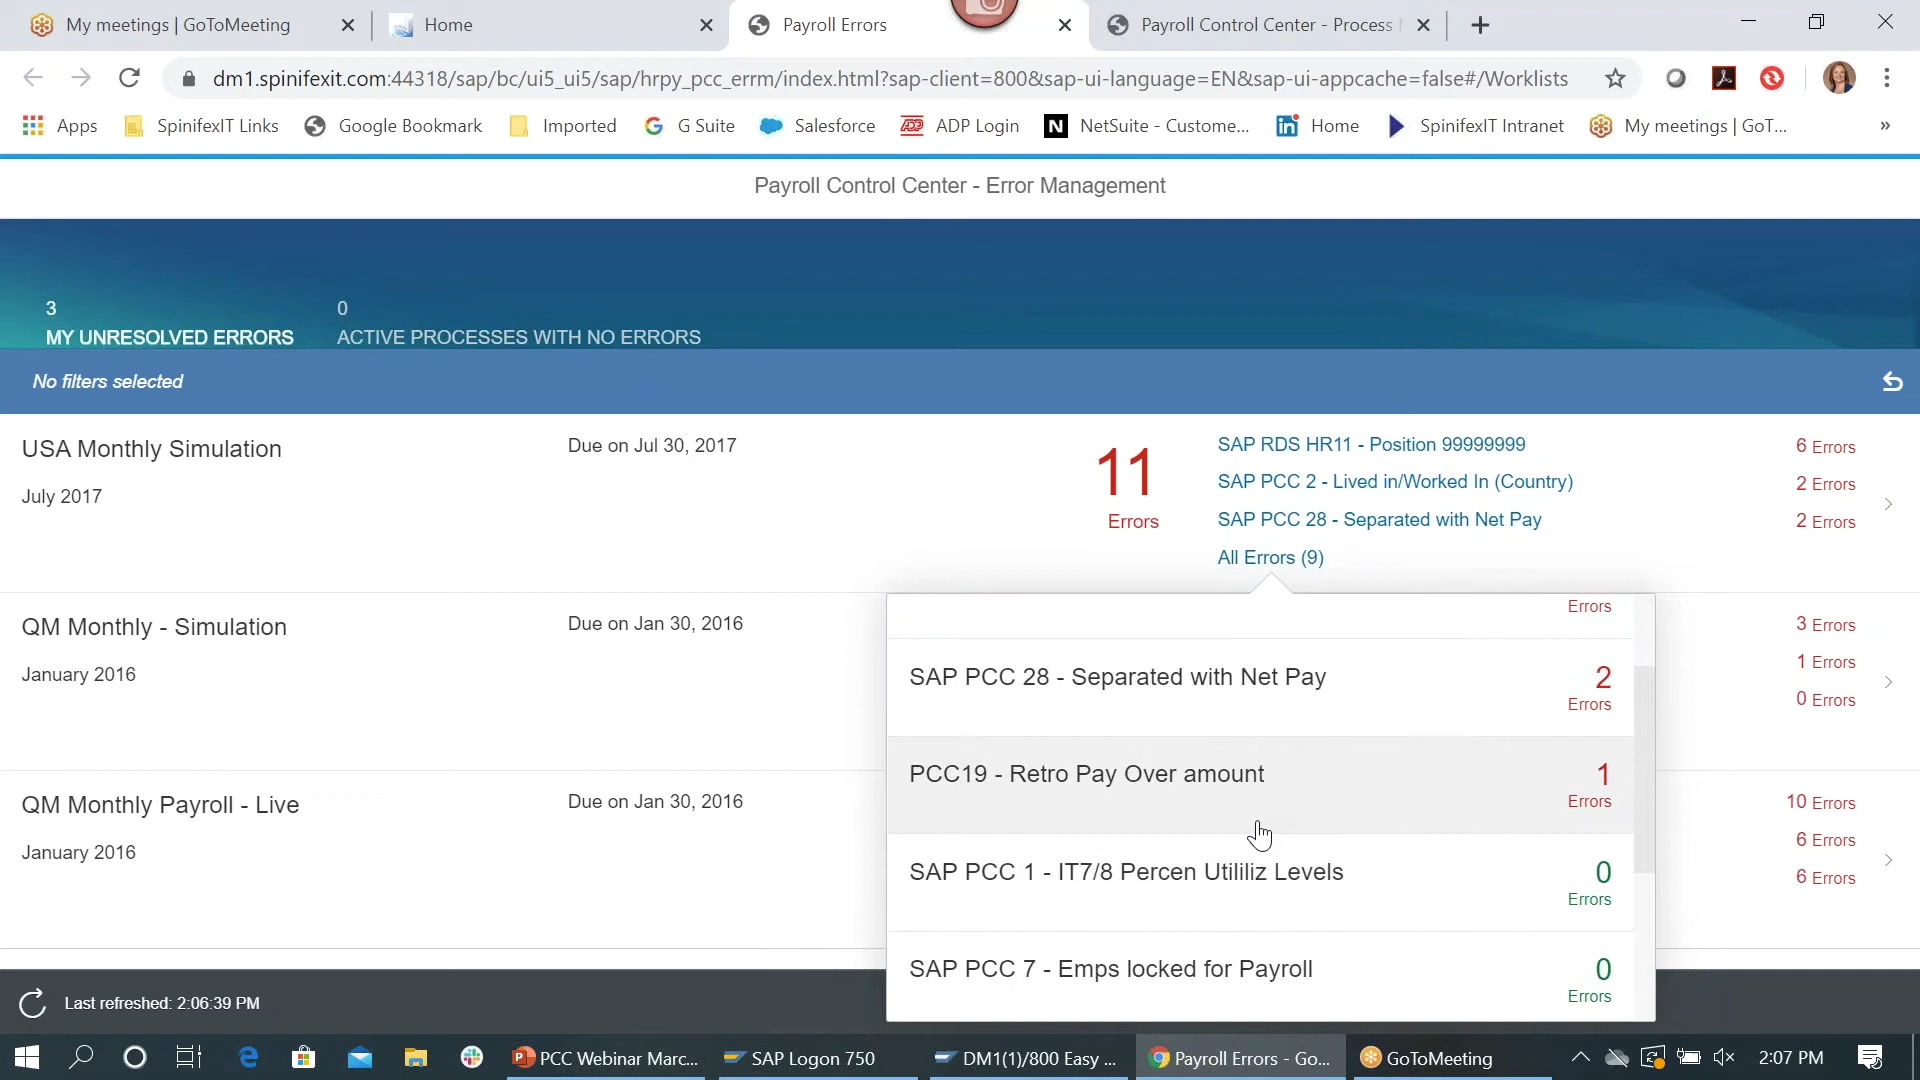 My meetings | GoToMeeting
Home
Payroll Errors
Payroll Control Center - Process
dm1.spinifexit.com:44318/sap/bc/ui5_ui5/sap/hrpy_pcc_errm/index.html?sap-client=800&sap-ui-language=EN&sap-ui-appcache=false#/Worklists
Apps
SpinifexIT Links
Google Bookmark
Imported
G Suite
Salesforce
ADP Login
NetSuite - Custome...
Home
SpinifexIT Intranet
My meetings | GoT...
»
Payroll Control Center - Error Management
3
MY UNRESOLVED ERRORS
0
ACTIVE PROCESSES WITH NO ERRORS
No filters selected
USA Monthly Simulation
July 2017
Due on Jul 30, 2017
11
Errors
SAP RDS HR11 - Position 99999999
6 Errors
SAP PCC 2 - Lived in/Worked In (Country)
2 Errors
SAP PCC 28 - Separated with Net Pay
2 Errors
All Errors (9)
QM Monthly - Simulation
January 2016
Due on Jan 30, 2016
3 Errors
1 Errors
0 Errors
QM Monthly Payroll - Live
January 2016
Due on Jan 30, 2016
10 Errors
6 Errors
6 Errors
Errors
SAP PCC 28 - Separated with Net Pay
2
Errors
PCC19 - Retro Pay Over amount
1
Errors
SAP PCC 1 - IT7/8 Percen Utililiz Levels
0
Errors
SAP PCC 7 - Emps locked for Payroll
0
Errors
Last refreshed: 2:06:39 PM
PCC Webinar Marc...
SAP Logon 750
DM1(1)/800 Easy ...
Payroll Errors - Go...
GoToMeeting
2:07 PM